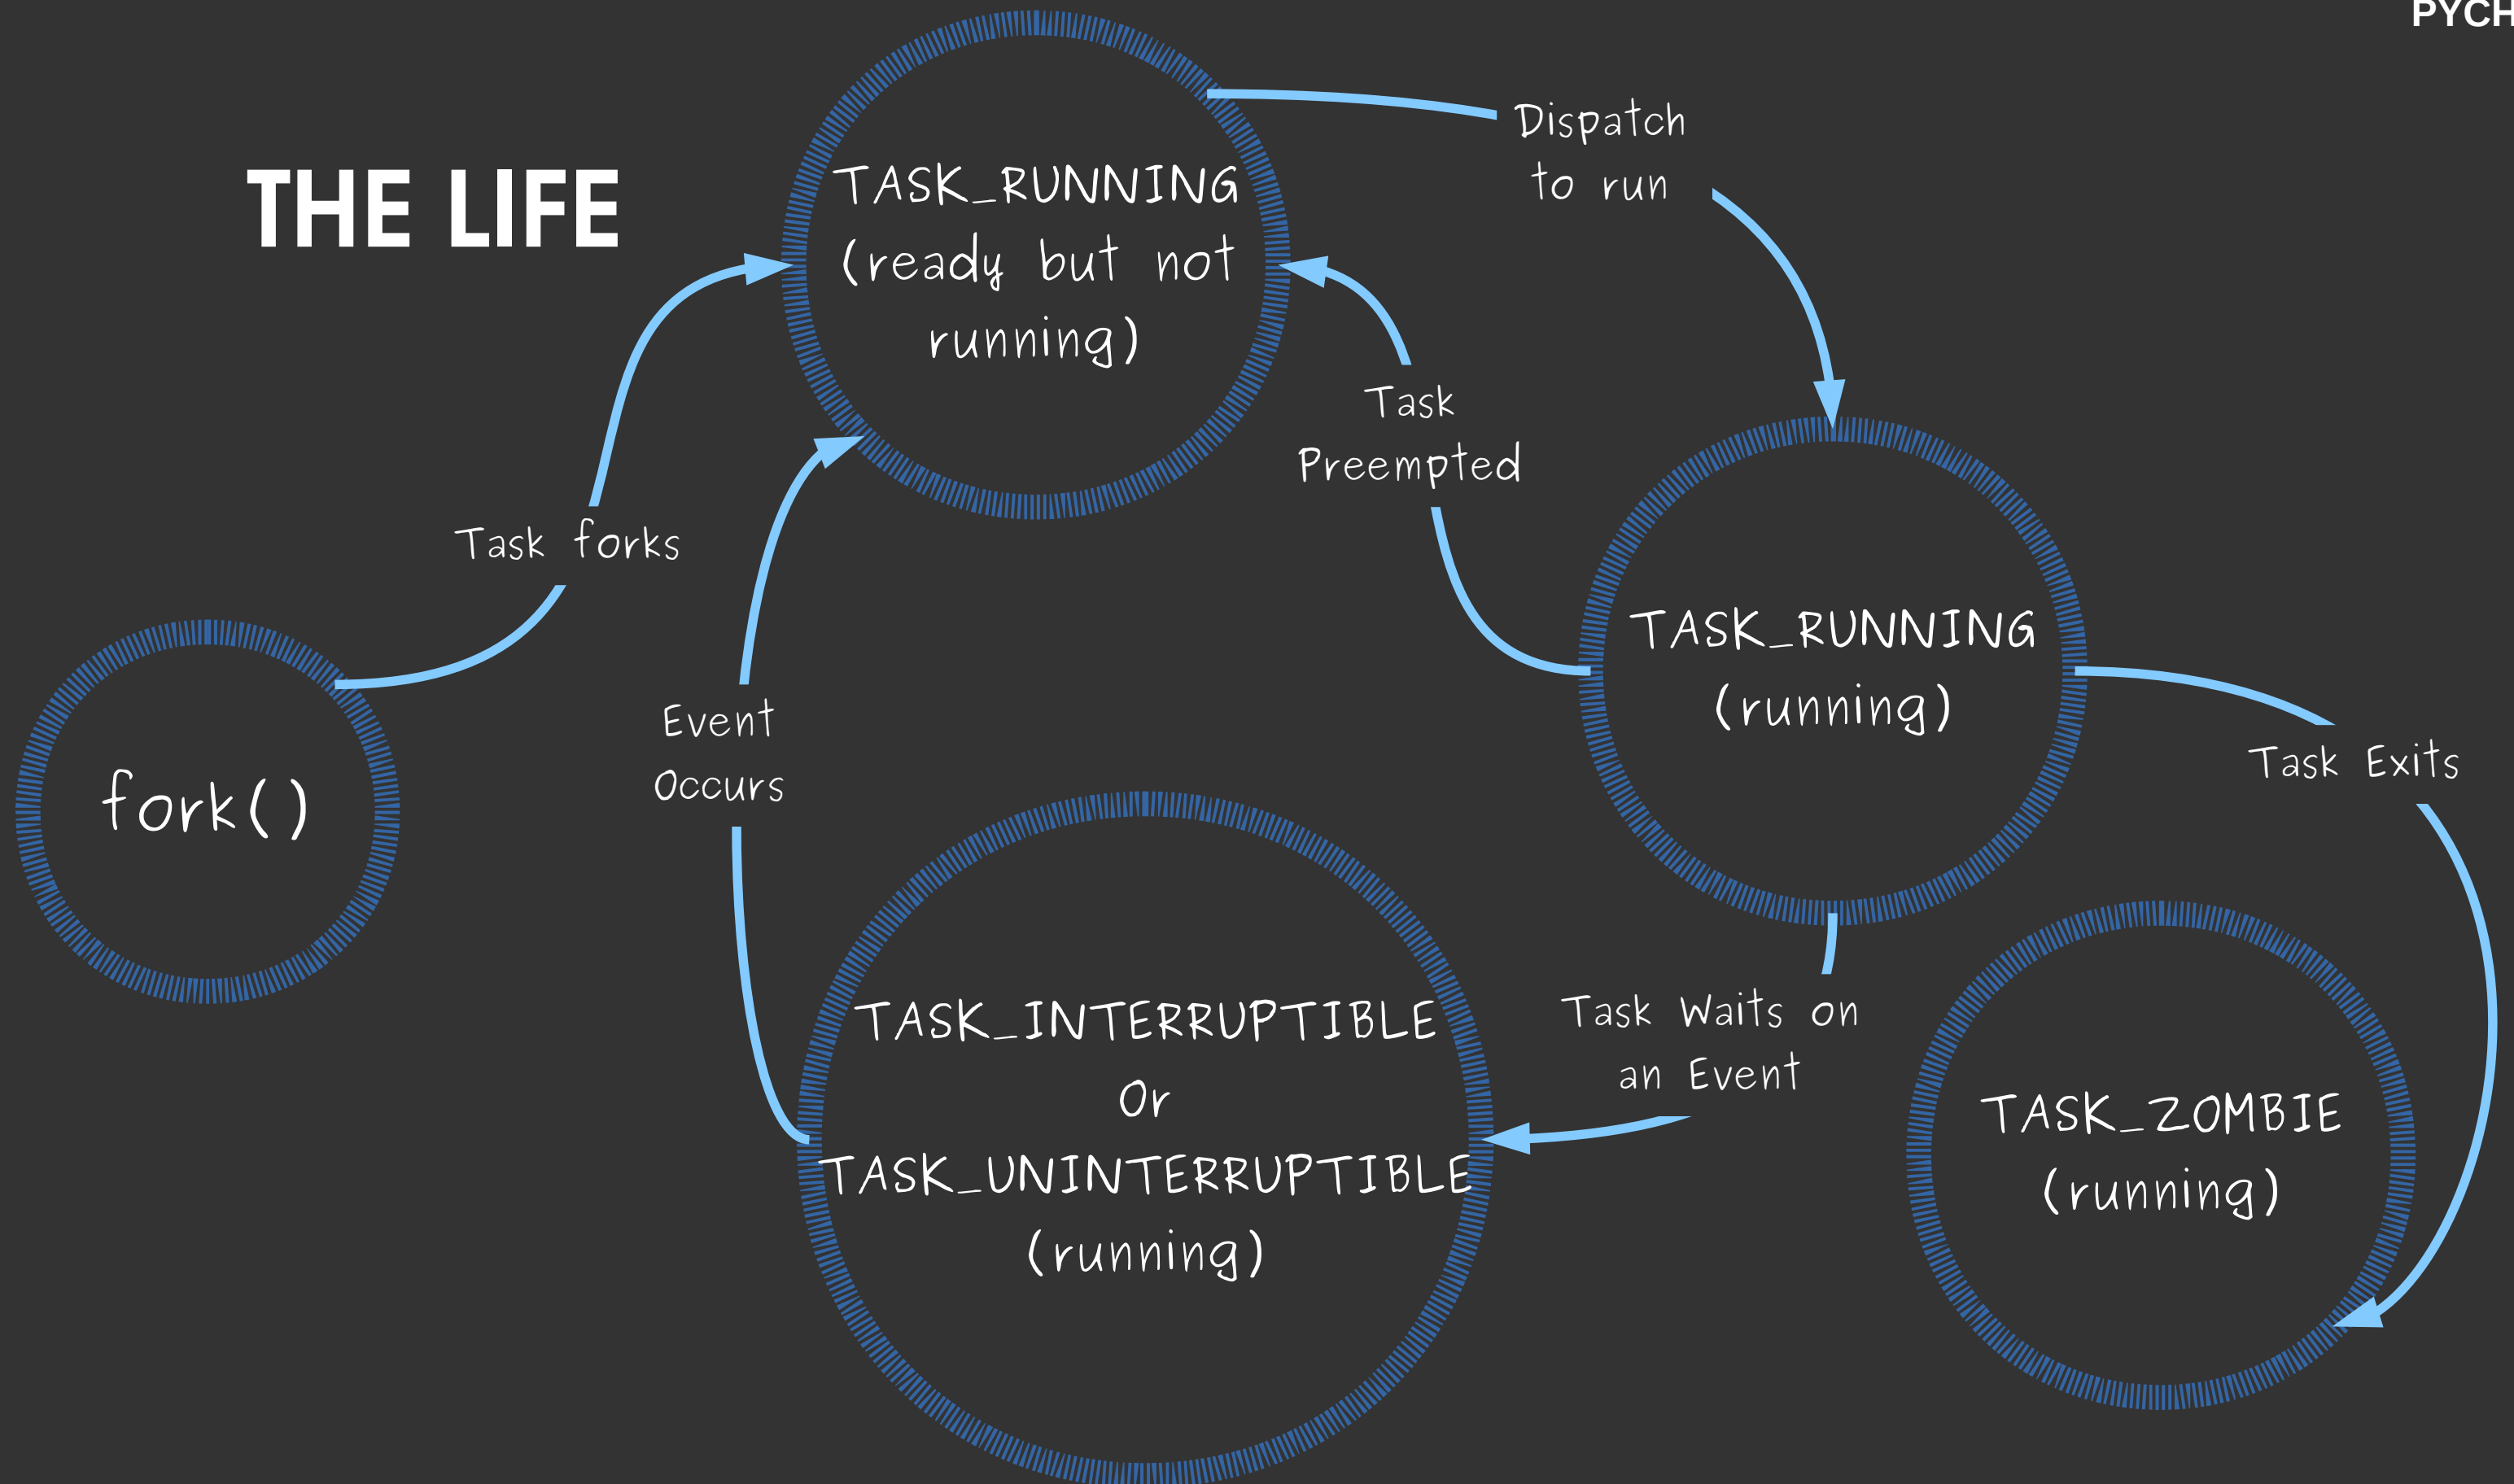 PYCH
THE LIFE
TASK_RUNNING
(ready but not
running)
Dispatch
to run
Task
Preempted
Task forks
fork()
Event
Occurs
TASK_RUNNING
(running)
Task Exits
TASK_INTERRUPTIBLE
Or
TASK_UNINTERRUPTIBLE
(running)
Task Waits on
an Event
TASK_ZOMBIE
(running)